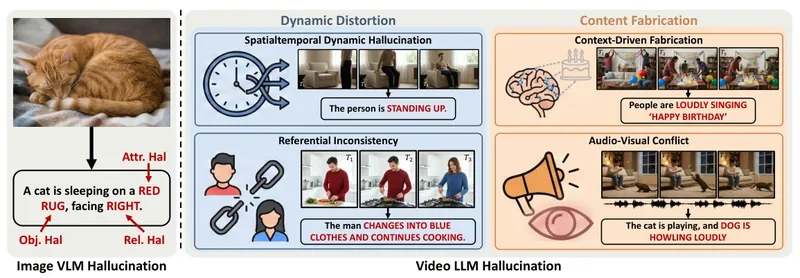 Attr. Hal
A cat is sleeping on a RED
RUG, facing RIGHT.
Obj. Hal
Rel. Hal
Image VLM Hallucination
Dynamic Distortion
Spatialtemporal Dynamic Hallucination
The person is STANDING UP.
Referential Inconsistency
T1
T2
T3
The man CHANGES INTO BLUE
CLOTHES AND CONTINUES COOKING.
Content Fabrication
Context-Driven Fabrication
People are LOUDLY SINGING
‘HAPPY BIRTHDAY’
Audio-Visual Conflict
The cat is playing, and DOG IS
HOWLING LOUDLY
Video LLM Hallucination